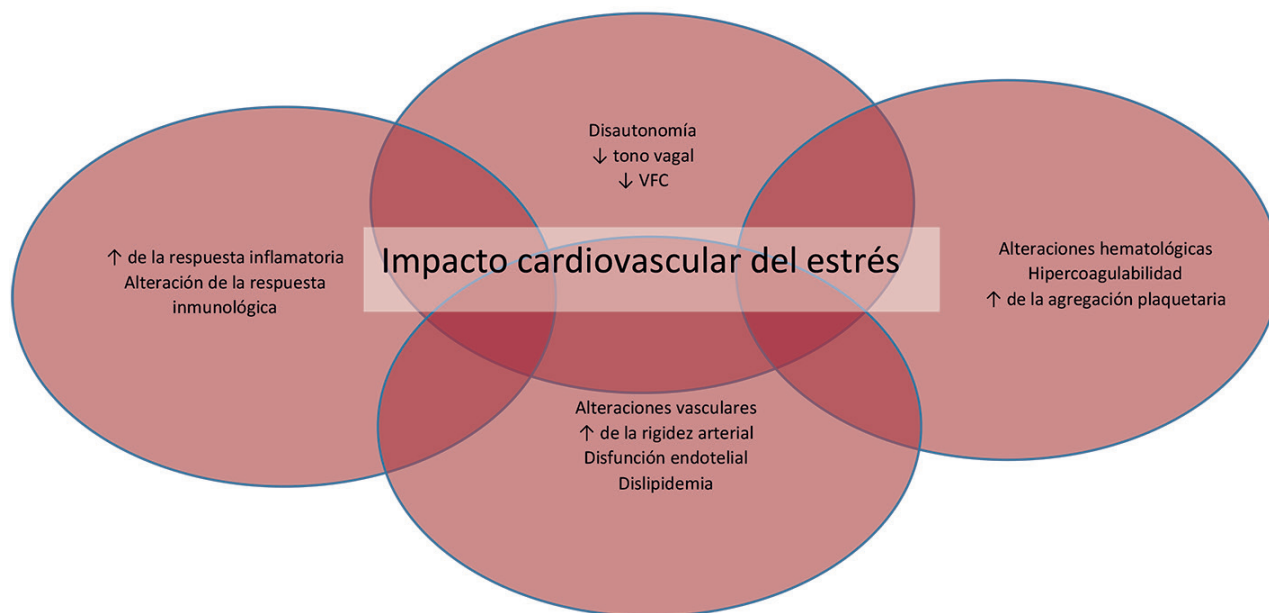 Disautonomía
↓ tono vagal
↓ VFC
Impacto cardiovascular del estrés
↑ de la respuesta inflamatoria
Alteración de la respuesta
inmunológica
Alteraciones hematológicas
Hipercoagulabilidad
↑ de la agregación plaquetaria
Alteraciones vasculares
↑ de la rigidez arterial
Disfunción endotelial
Dislipidemia